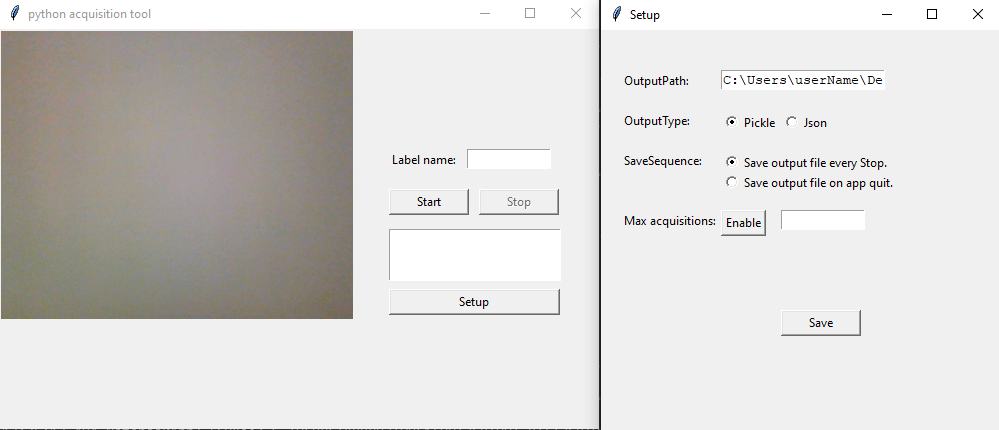 python acquisition tool
Label name:
Start Stop
Setup
Setup
OutputPath: C:\Users\userName\De
OutputType: Pickle Json
SaveSequence: Save output file every Stop.
Save output file on app quit.
Max acquisitions: Enable
Save